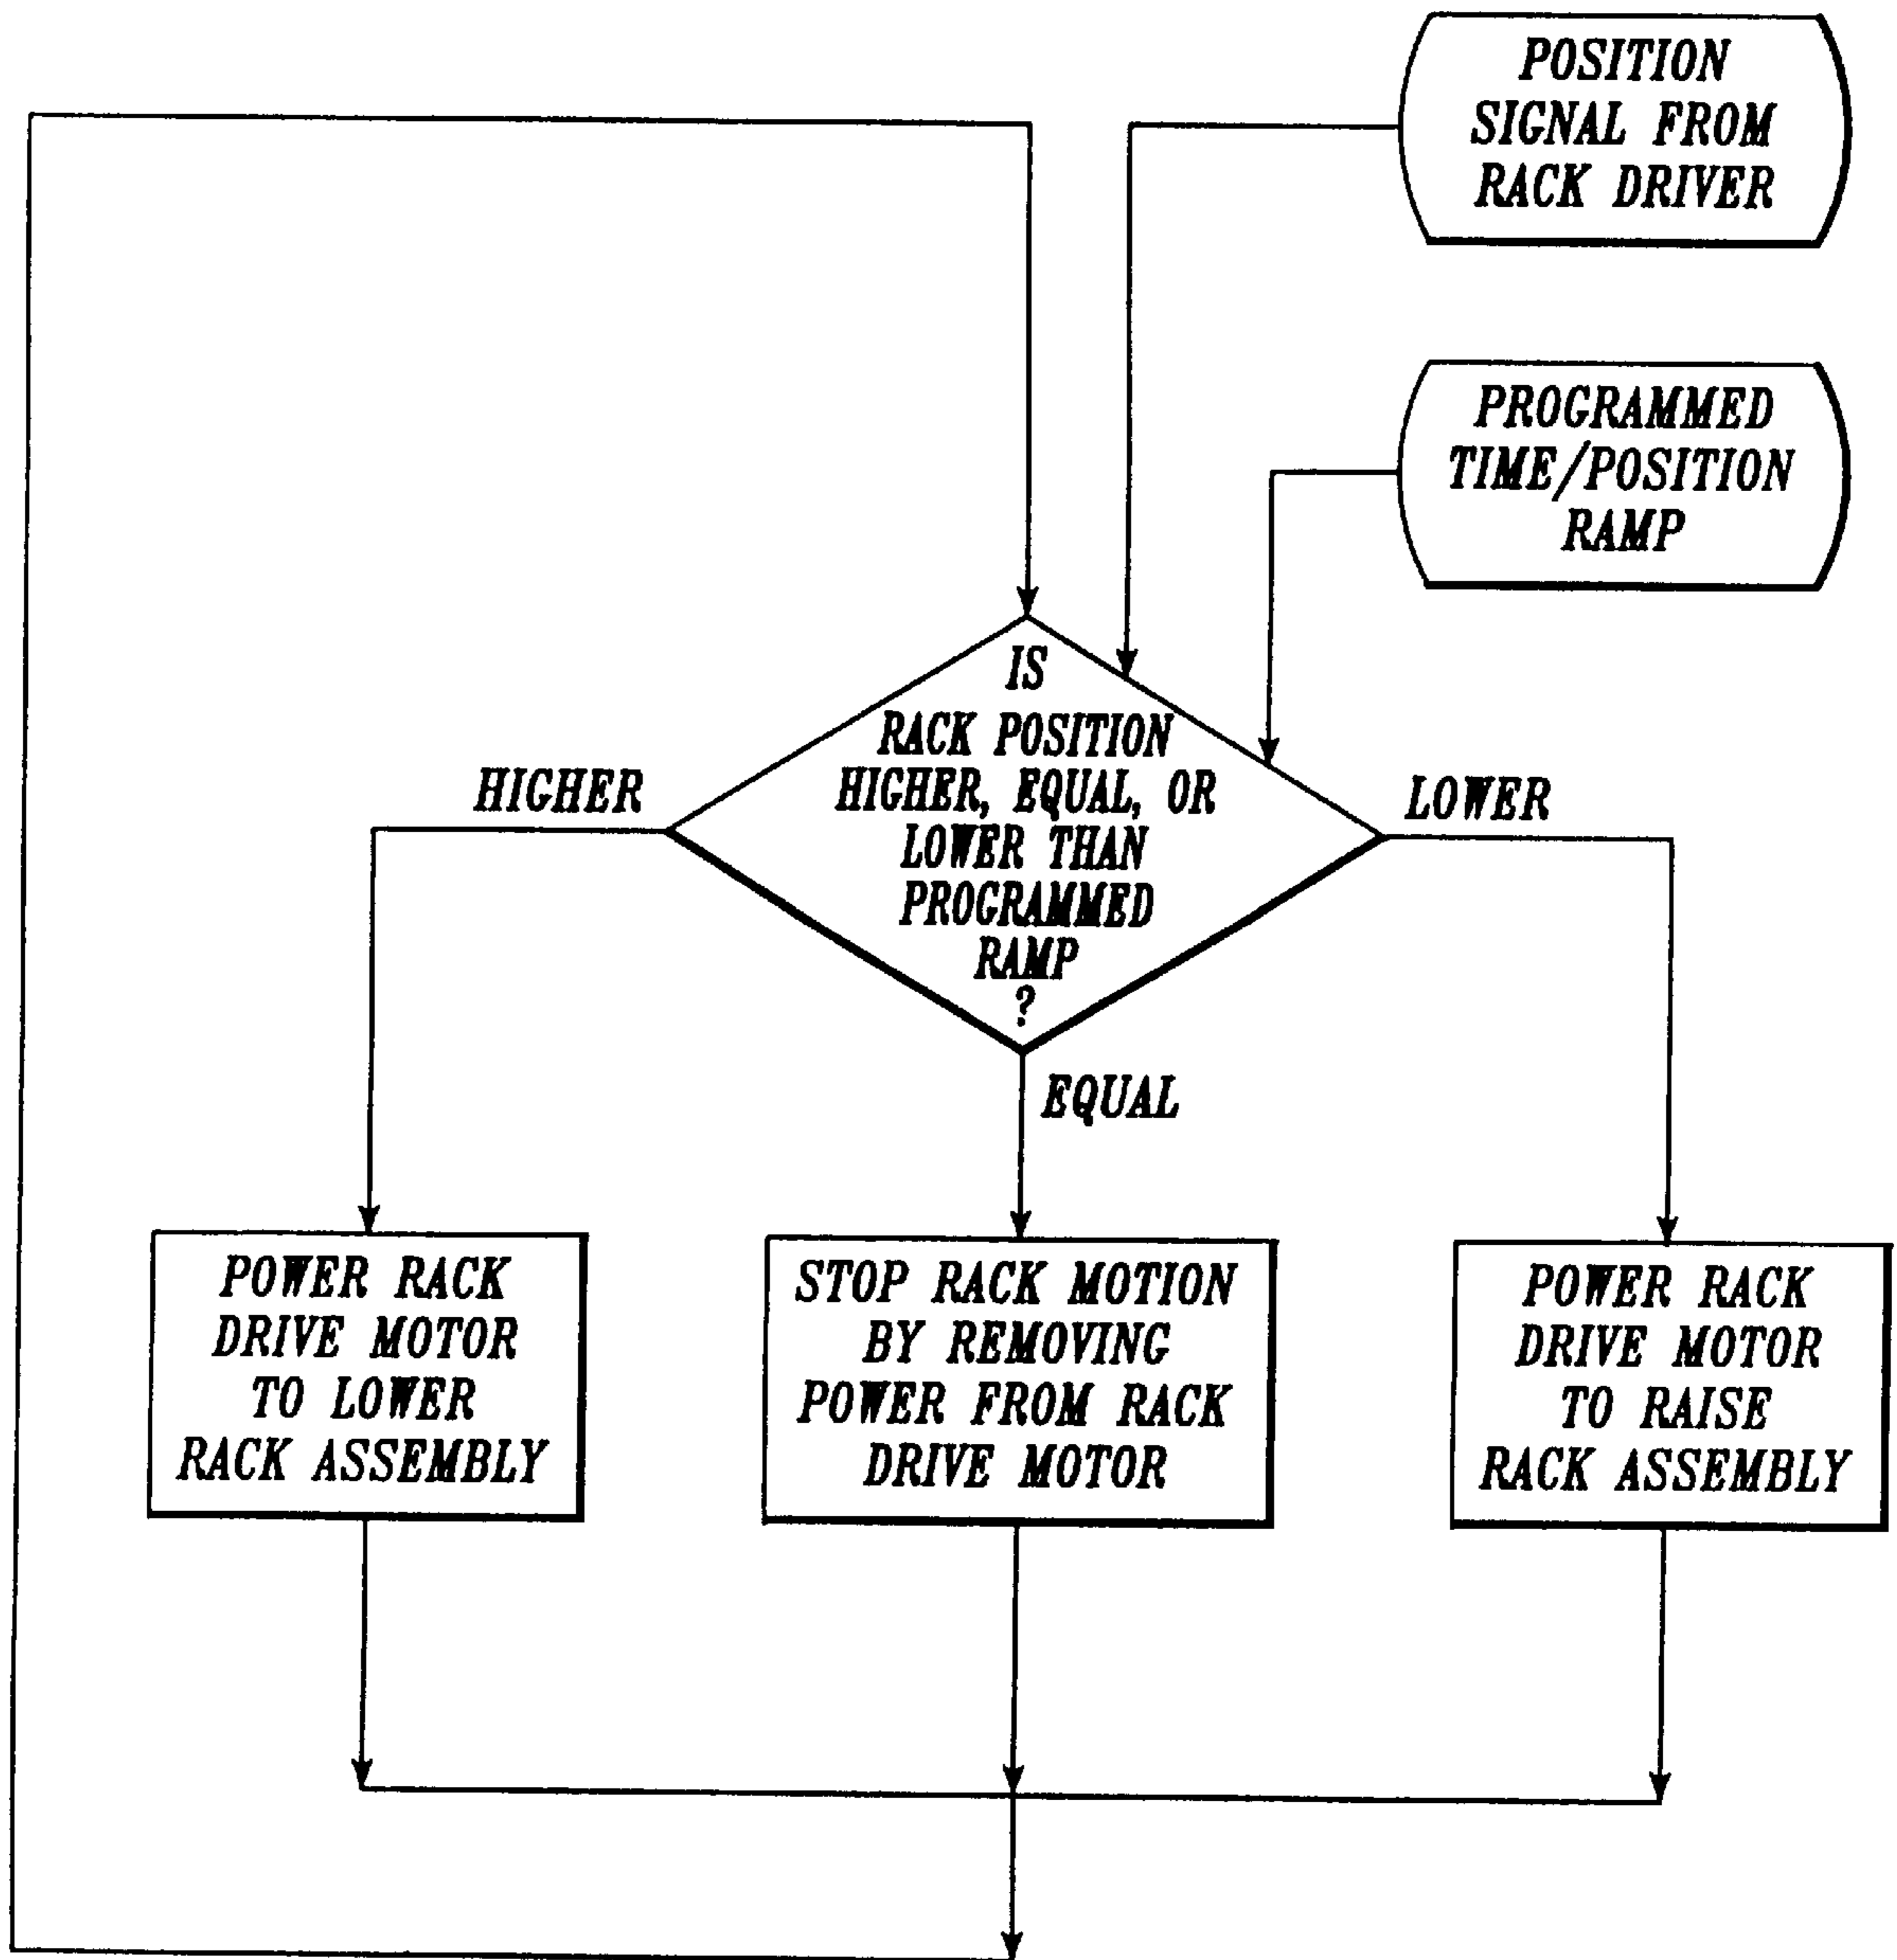 POSITION
SIGNAL FROM
RACK DRIVER
PROGRAMMED
TIME/POSITION
RAMP
IS
RACK POSITION
HIGHER, EQUAL, OR
LOWER THAN
PROGRAMMED
RAMP
?
HIGHER
LOWER
EQUAL
POWER RACK
DRIVE MOTOR
TO LOWER
RACK ASSEMBLY
STOP RACK MOTION
BY REMOVING
POWER FROM RACK
DRIVE MOTOR
POWER RACK
DRIVE MOTOR
TO RAISE
RACK ASSEMBLY